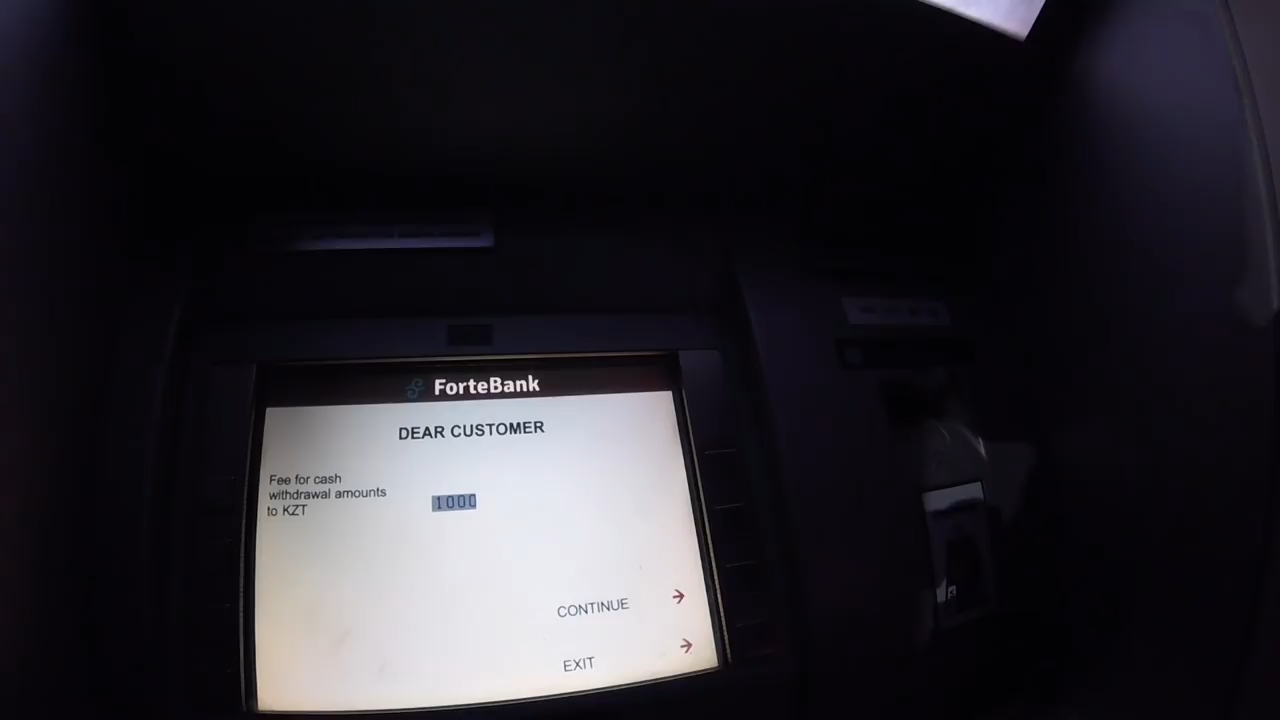 ForteBank
DEAR CUSTOMER
Fee for cash
withdrawal amounts
to KZT
1000
CONTINUE
EXIT